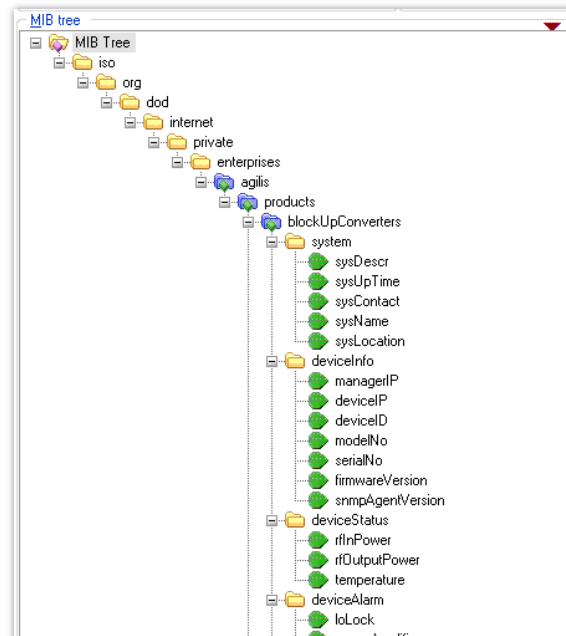 MIB tree
MIB Tree
iso
org
dod
internet
private
enterprises
agilis
products
blockUpConverters
system
sysDescr
sysUpTime
sysContact
sysName
sysLocation
deviceInfo
managerIP
deviceIP
deviceID
modelNo
serialNo
firmwareVersion
snmpAgentVersion
deviceStatus
rfInPower
rfOutputPower
temperature
deviceAlarm
loLock